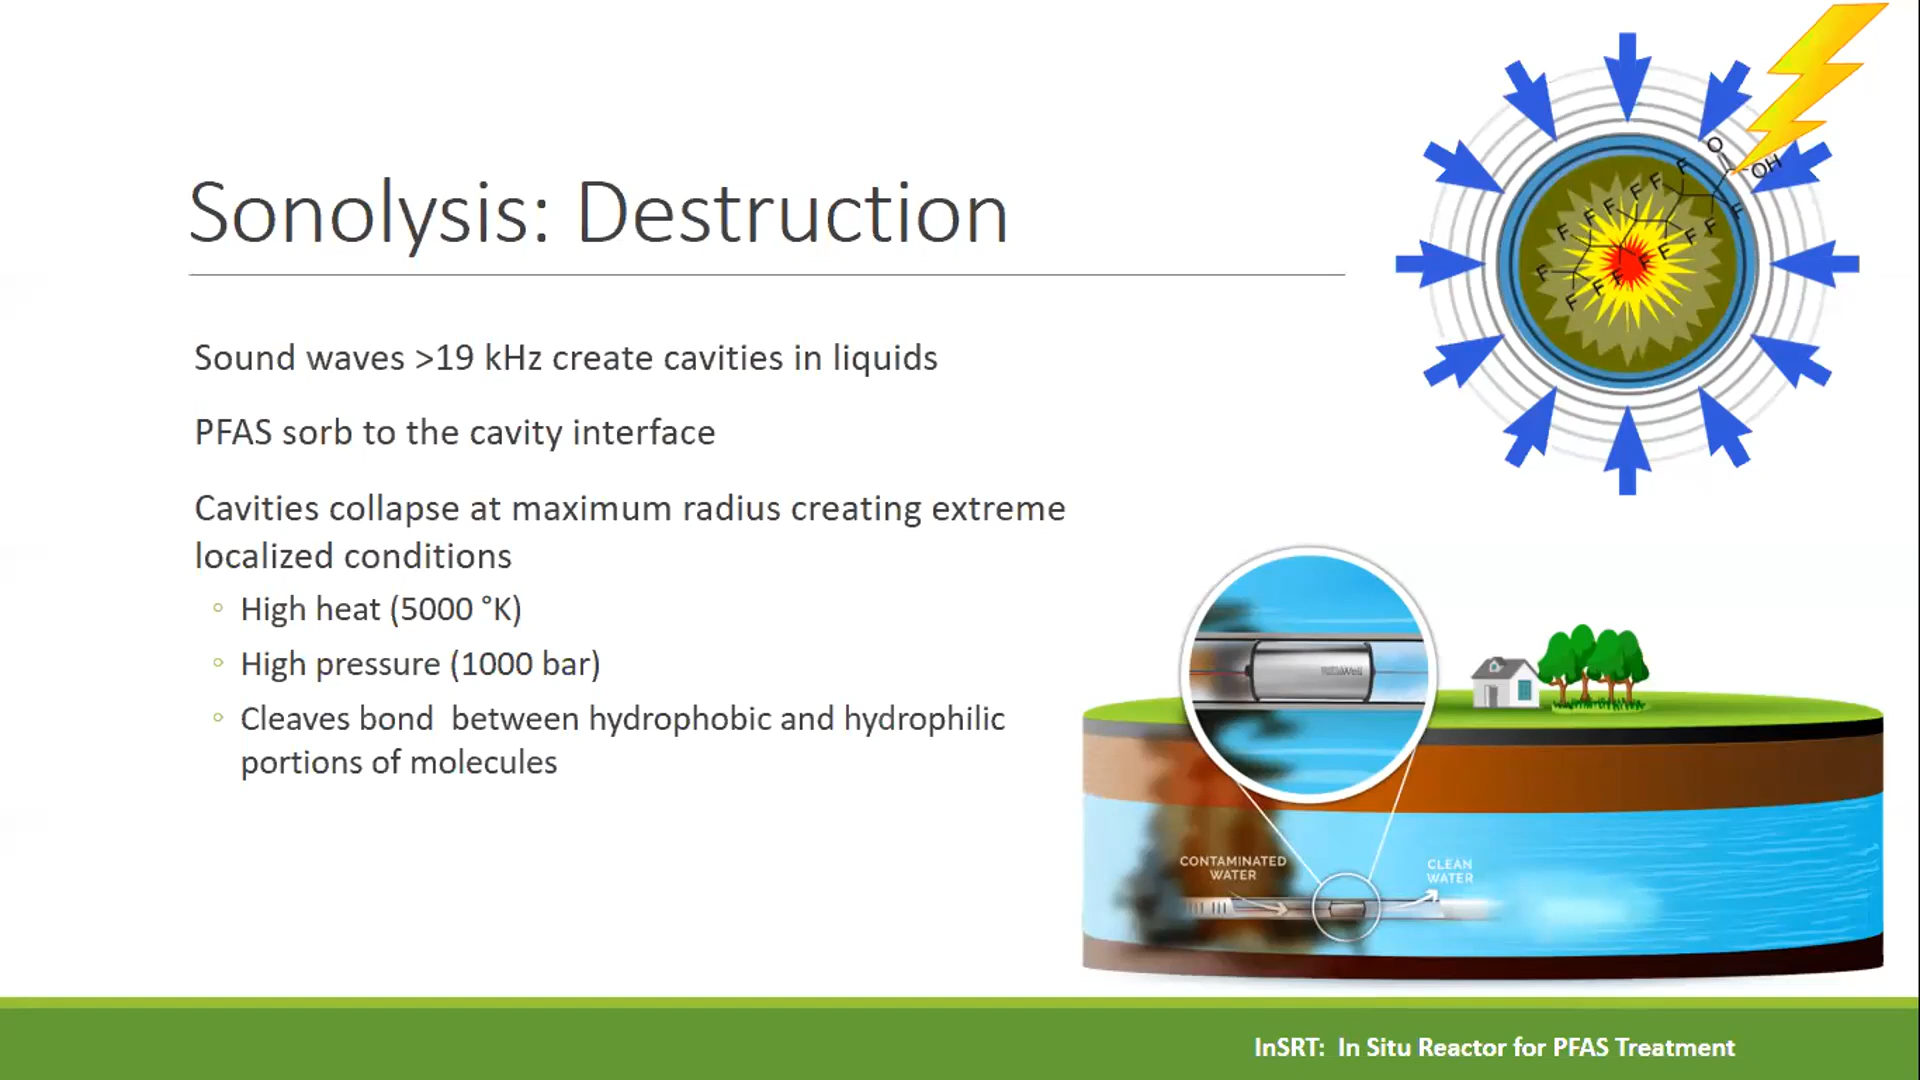 Sonolysis: Destruction
Sound waves >19 kHz create cavities in liquids
PFAS sorb to the cavity interface
Cavities collapse at maximum radius creating extreme
localized conditions
High heat (5000 °K)
High pressure (1000 bar)
Cleaves bond between hydrophobic and hydrophilic
portions of molecules
O
OH
F F F F F F F F F F F F F F F
CONTAMINATED
WATER
CLEAN
WATER
InSRT: In Situ Reactor for PFAS Treatment